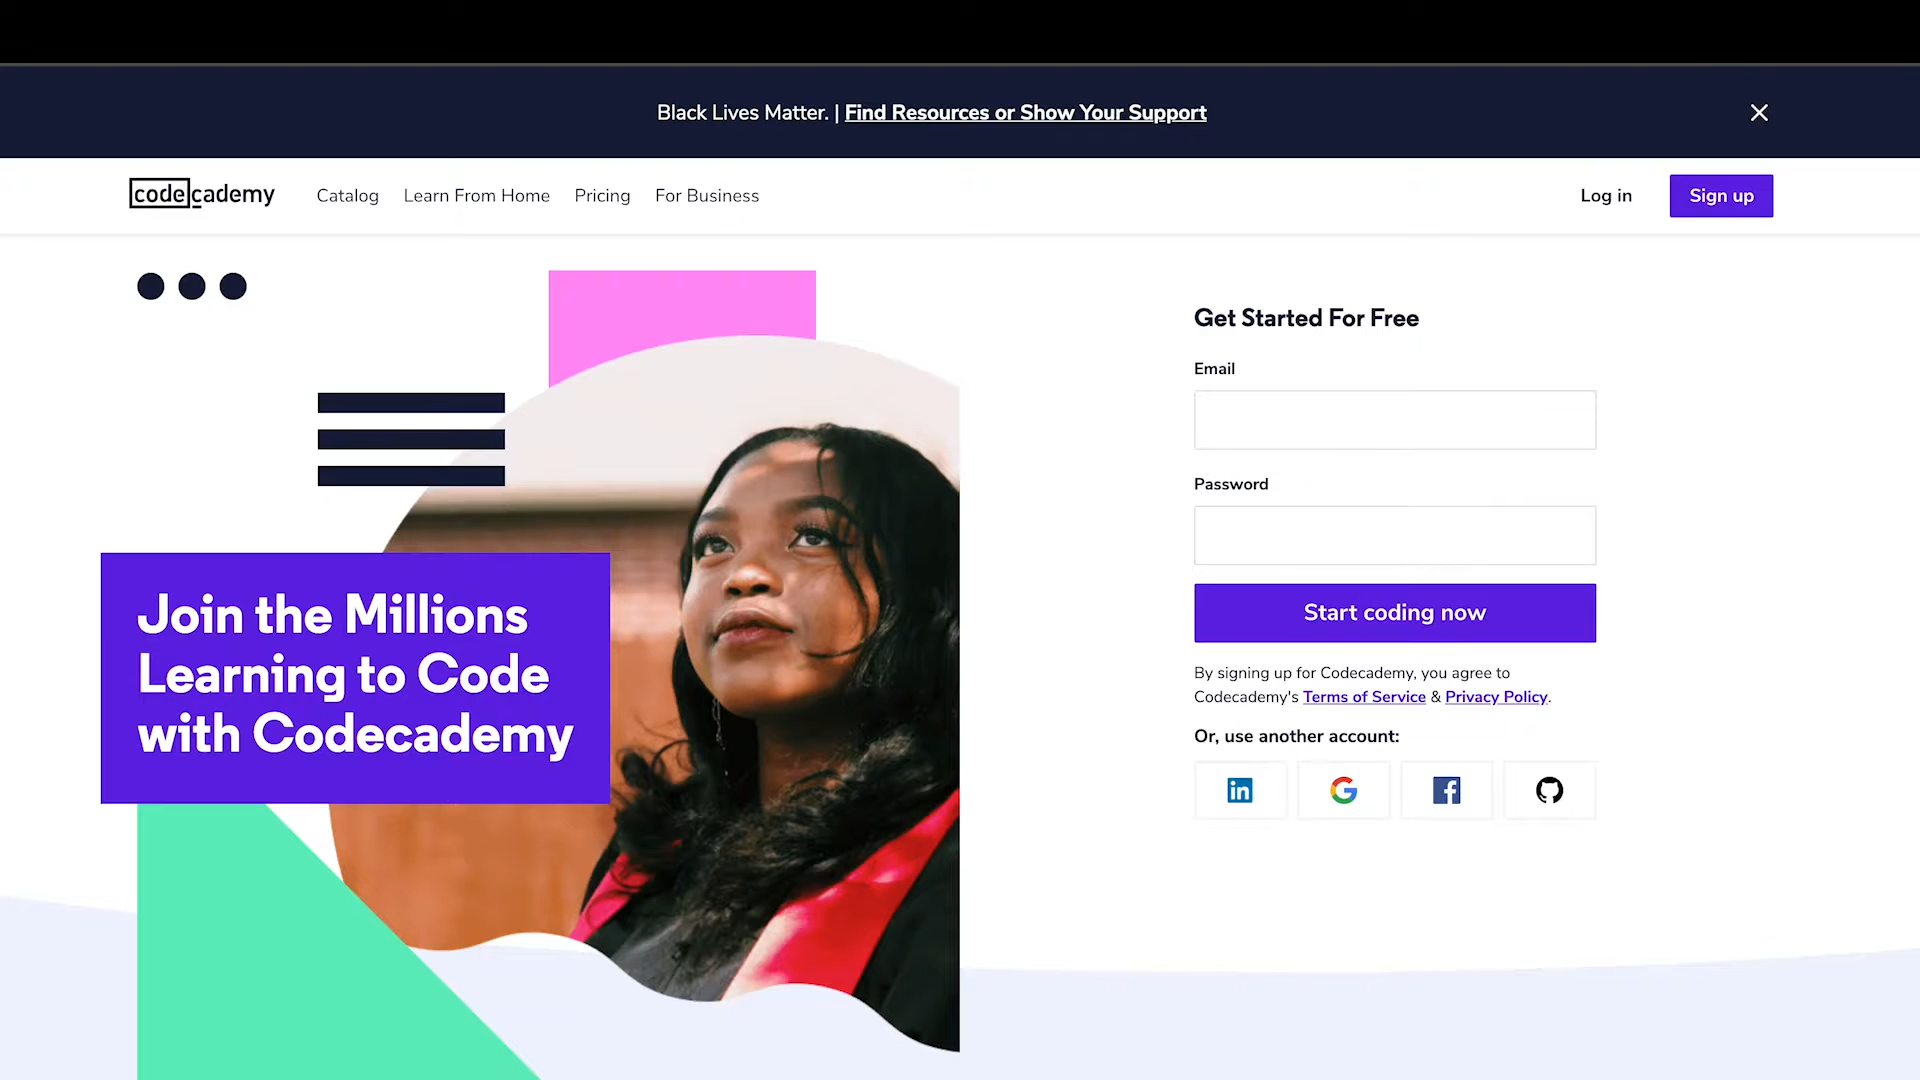 Black Lives Matter. | Find Resources or Show Your Support
codecademy
Catalog
Learn From Home
Pricing
For Business
Log in
Sign up
Join the Millions
Learning to Code
with Codecademy
Get Started For Free
Email
Password
Start coding now
By signing up for Codecademy, you agree to
Codecademy's Terms of Service & Privacy Policy.
Or, use another account:
in
G
f